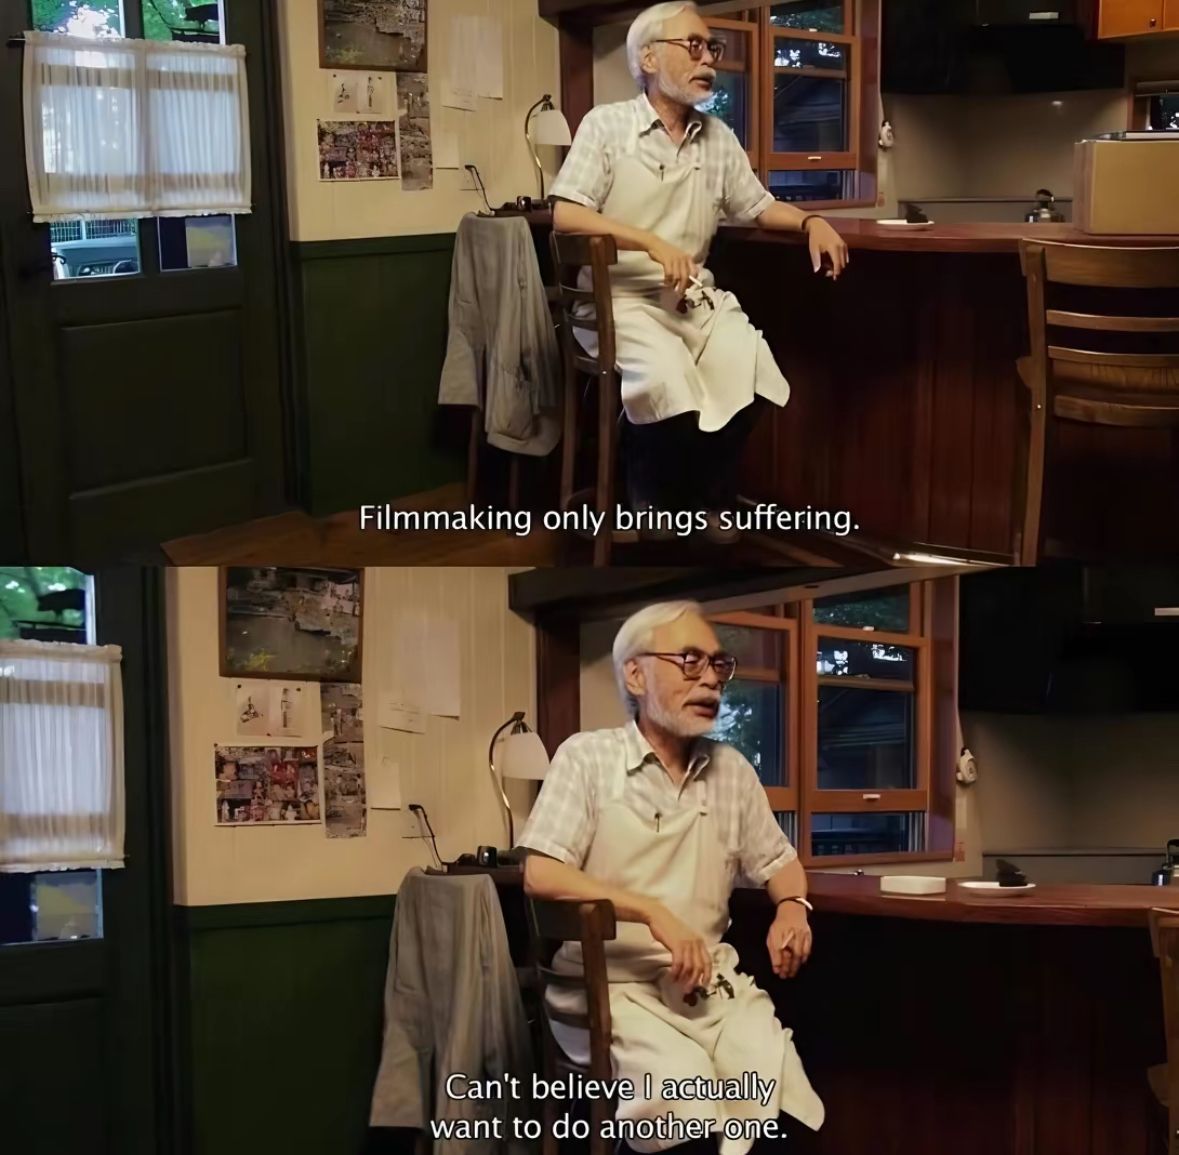 Filmmaking only brings suffering.
Can't believe I actually
want to do another one.